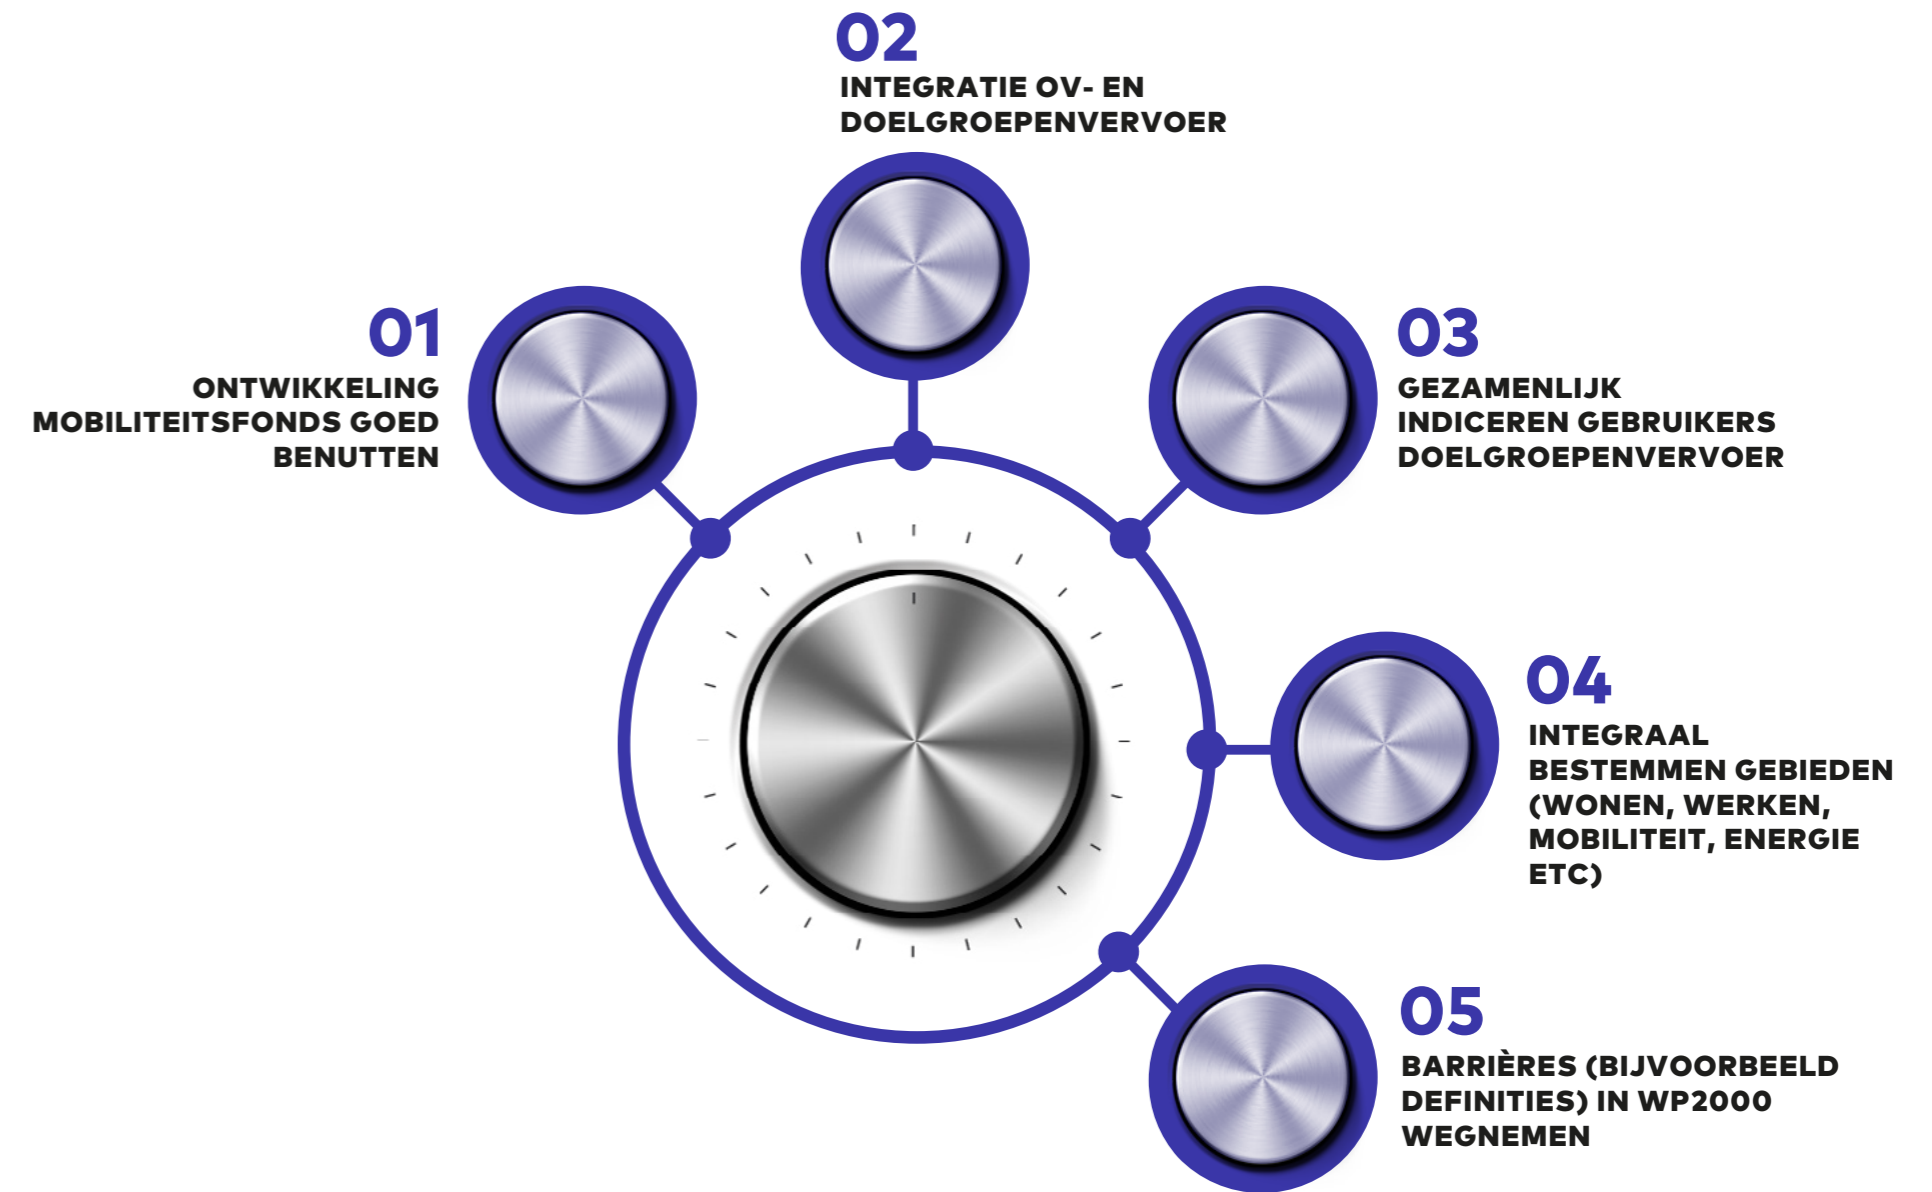 02
INTEGRATIE OV- EN
DOELGROEPENVERVOER
01
ONTWIKKELING
MOBILITEITSFONDS GOED
BENUTTEN
03
GEZAMENLIJK
INDICEREN GEBRUIKERS
DOELGROEPENVERVOER
04
INTEGRAAL
BESTEMMEN GEBIEDEN
(WONEN, WERKEN,
MOBILITEIT, ENERGIE
ETC)
05
BARRIÈRES (BIJVOORBEELD
DEFINITIES) IN WP2000
WEGNEMEN